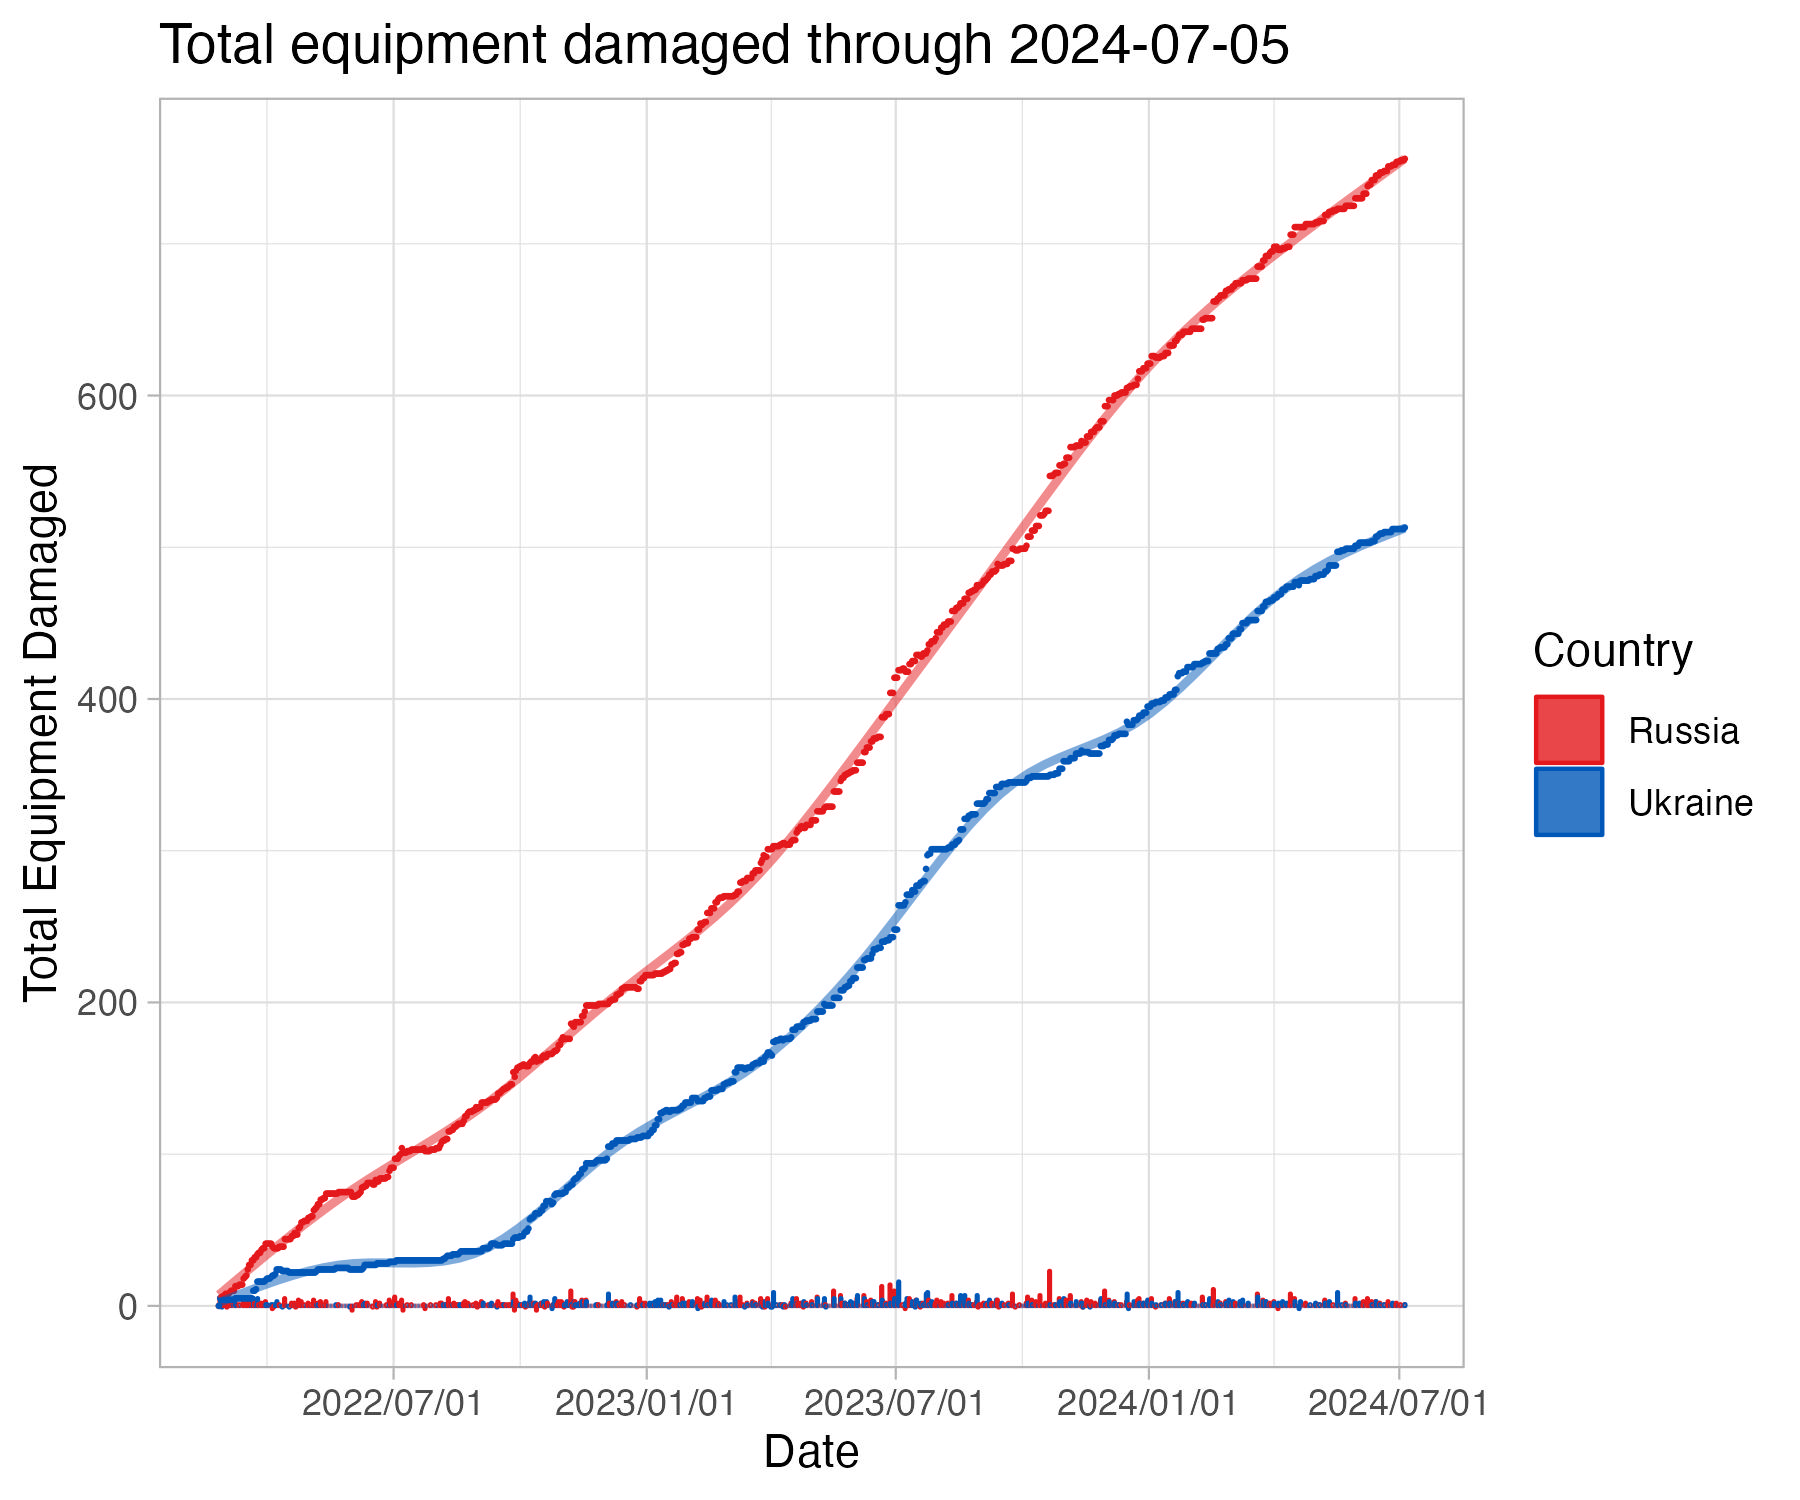 Total equipment damaged through 2024-07-05
Total Equipment Damaged
600
400
200
0
2022/07/01
2023/01/01
2023/07/01
2024/01/01
2024/07/01
Date
Country
Russia
Ukraine